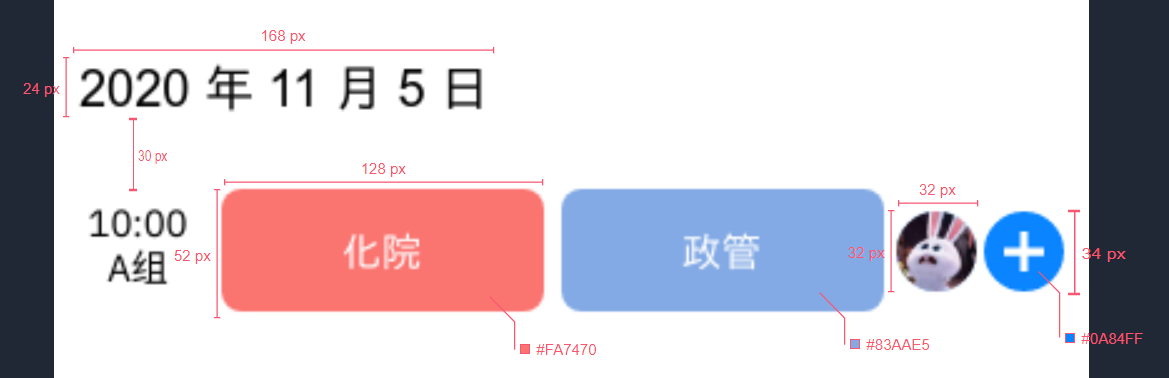 168 px
24 px
2020 年 11 月 5 日
30 px
128 px
32 px
10:00
A组
52 px
化院
政管
32 px
34 px
#FA7470
#83AAE5
#0A84FF